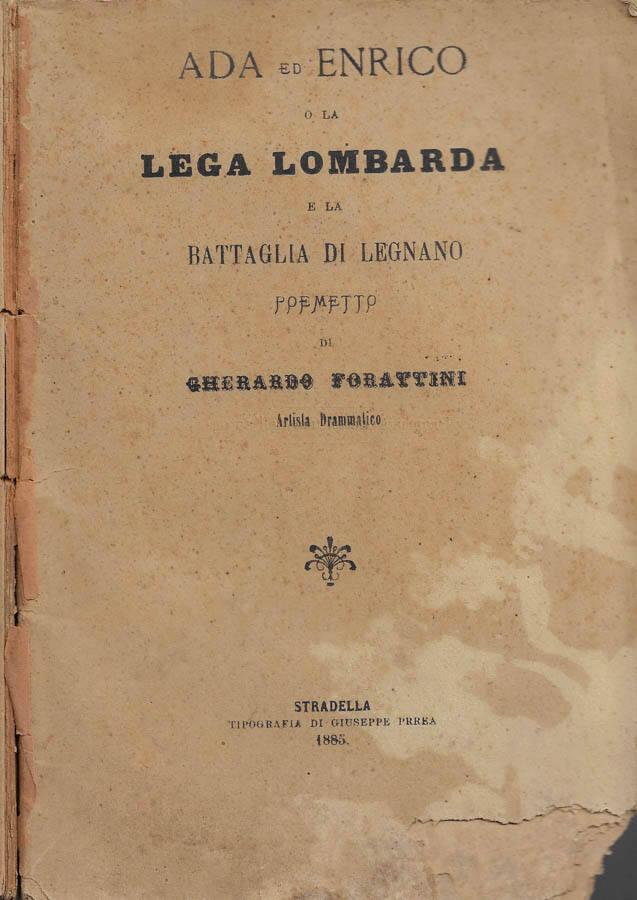 ADA ED ENRICO
O LA
LEGA LOMBARDA
E LA
BATTAGLIA DI LEGNANO
POEMETTO
DI
GHERARDO FORATTINI
Artista Drammatico
STRADELLA
TIPOGRAFIA DI GIUSEPPE PRREA
1885.